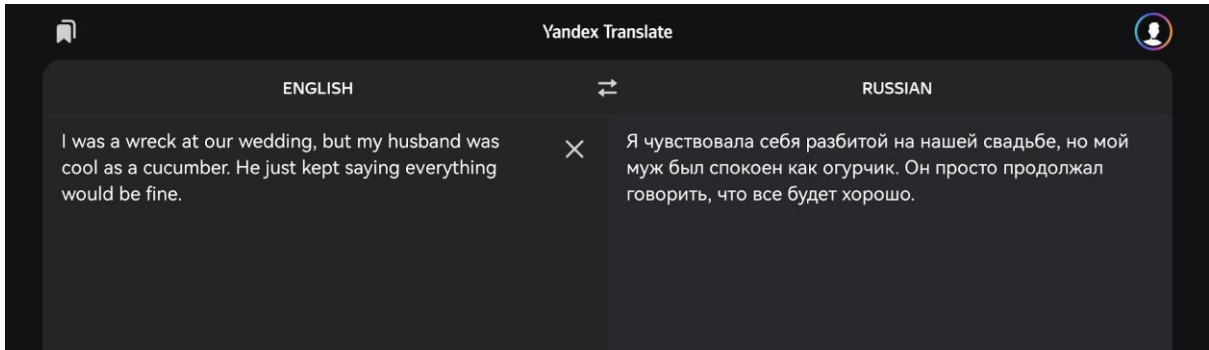 Yandex Translate
ENGLISH
RUSSIAN
I was a wreck at our wedding, but my husband was
cool as a cucumber. He just kept saying everything
would be fine.
Я чувствовала себя разбитой на нашей свадьбе, но мой
муж был спокоен как огурчик. Он просто продолжал
говорить, что все будет хорошо.